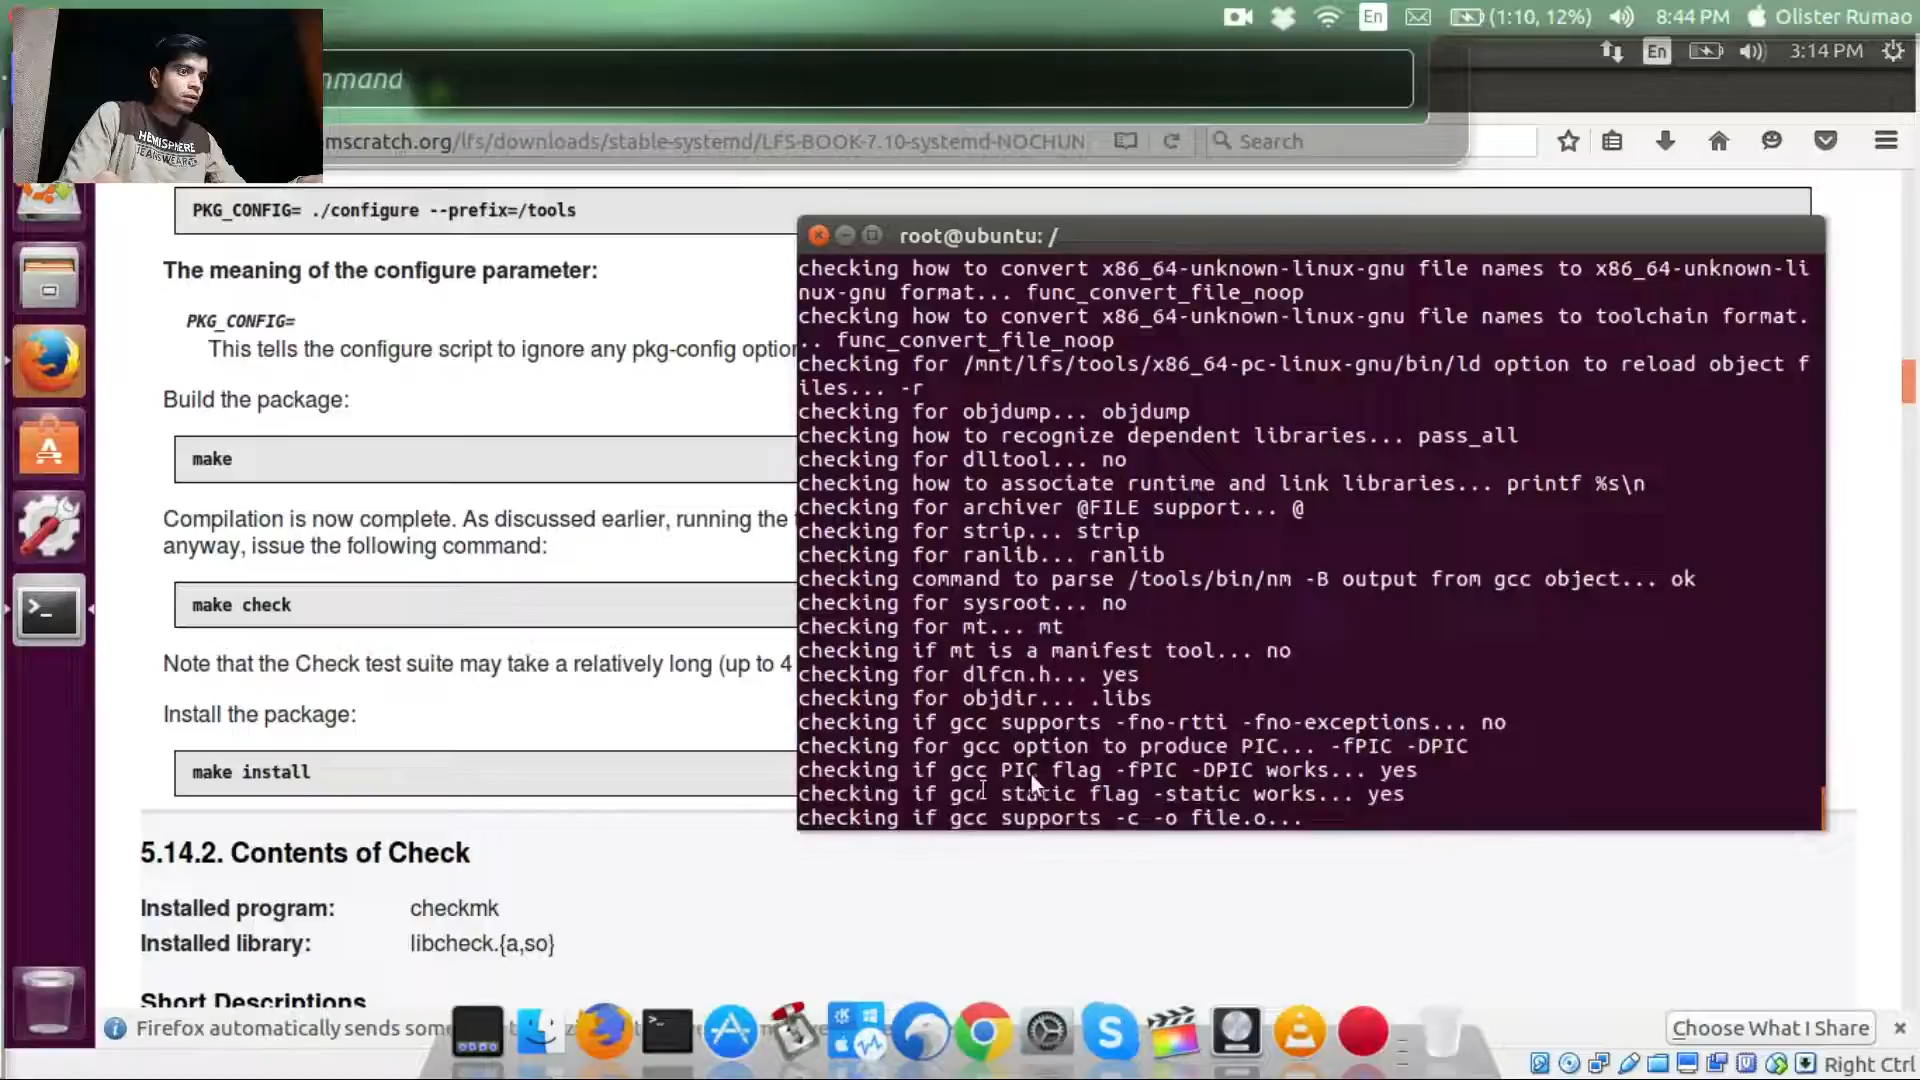 (1:10, 12%) 8:44 PM Olister Rumao
En
En 3:14 PM
mmand
HEMISPHERE
TEAMSWEAR
mscratch.org/lfs/downloads/stable-systemd/LFS-BOOK-7.10-systemd-NOCHUN
Search
PKG_CONFIG= ./configure --prefix=/tools
The meaning of the configure parameter:
PKG_CONFIG=
This tells the configure script to ignore any pkg-config option
Build the package:
make
Compilation is now complete. As discussed earlier, running the t
anyway, issue the following command:
make check
Note that the Check test suite may take a relatively long (up to 4
Install the package:
make install
5.14.2. Contents of Check
Installed program: checkmk
Installed library: libcheck.{a,so}
Short Descriptions
root@ubuntu: /
checking how to convert x86_64-unknown-linux-gnu file names to x86_64-unknown-li
nux-gnu format... func_convert_file_noop
checking how to convert x86_64-unknown-linux-gnu file names to toolchain format.
.. func_convert_file_noop
checking for /mnt/lfs/tools/x86_64-pc-linux-gnu/bin/ld option to reload object f
iles... -r
checking for objdump... objdump
checking how to recognize dependent libraries... pass_all
checking for dlltool... no
checking how to associate runtime and link libraries... printf %s\n
checking for archiver @FILE support... @
checking for strip... strip
checking for ranlib... ranlib
checking command to parse /tools/bin/nm -B output from gcc object... ok
checking for sysroot... no
checking for mt... mt
checking if mt is a manifest tool... no
checking for dlfcn.h... yes
checking for objdir... .libs
checking if gcc supports -fno-rtti -fno-exceptions... no
checking for gcc option to produce PIC... -fPIC -DPIC
checking if gcc PIC flag -fPIC -DPIC works... yes
checking if gcc static flag -static works... yes
checking if gcc supports -c -o file.o...
Firefox automatically sends som
Choose What I Share
Right Ctrl